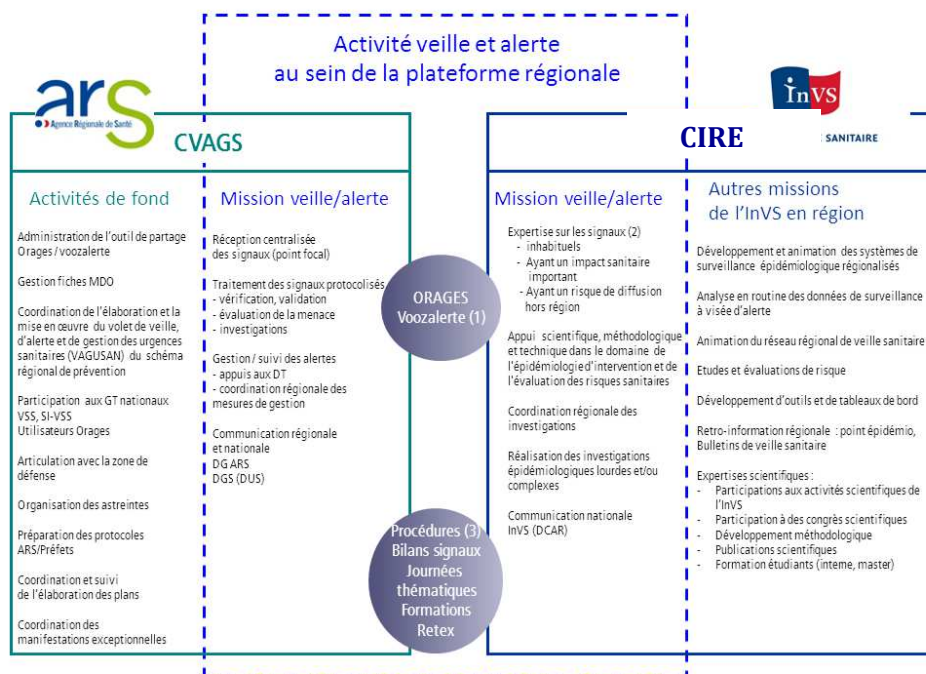 Activité veille et alerte
au sein de la plateforme régionale
ars
Agence Régionale de Santé
InVS
SANITAIRE
CVAGS
CIRE
Activités de fond
Administration de l'outil de partage
Orages / voozalerte
Gestion fiches MDO
Coordination de l'élaboration et la
mise en œuvre du volet de veille,
d'alerte et de gestion des urgences
sanitaires (VAGUSAN) du schéma
régional de prévention
Participation aux GT nationaux
VSS, SI-VSS
Utilisateurs Orages
Articulation avec la zone de
défense
Organisation des astreintes
Préparation des protocoles
ARS/Préfets
Coordination et suivi
de l'élaboration des plans
Coordination des
manifestations exceptionnelles
Mission veille/alerte
Réception centralisée
des signaux (point focal)
Traitement des signaux protocolisés
- vérification, validation
- évaluation de la menace
- investigations
Gestion / suivi des alertes
- appuis aux DT
- coordination régionale des
mesures de gestion
Communication régionale
et nationale
DG ARS
DGS (DUS)
ORAGES
Voozalerte (1)
Procédures (3)
Bilans signaux
Journées
thématiques
Formations
Retex
Mission veille/alerte
Expertise sur les signaux (2)
- inhabituels
- Ayant un impact sanitaire
important
- Ayant un risque de diffusion
hors région
Appui scientifique, méthodologique
et technique dans le domaine de
l'épidémiologie d'intervention et de
l'évaluation des risques sanitaires
Coordination régionale des
investigations
Réalisation des investigations
épidémiologiques lourdes et/ou
complexes
Communication nationale
InVS (DCAR)
Autres missions
de l'InVS en région
Développement et animation des systèmes de
surveillance épidémiologique régionalisés
Analyse en routine des données de surveillance
à visée d'alerte
Animation du réseau régional de veille sanitaire
Etudes et évaluations de risque
Développement d'outils et de tableaux de bord
Retro-information régionale : point épidémio,
Bulletins de veille sanitaire
Expertises scientifiques :
- Participations aux activités scientifiques de
l'InVS
- Participation à des congrès scientifiques
- Développement méthodologique
- Publications scientifiques
- Formation étudiants (interne, master)